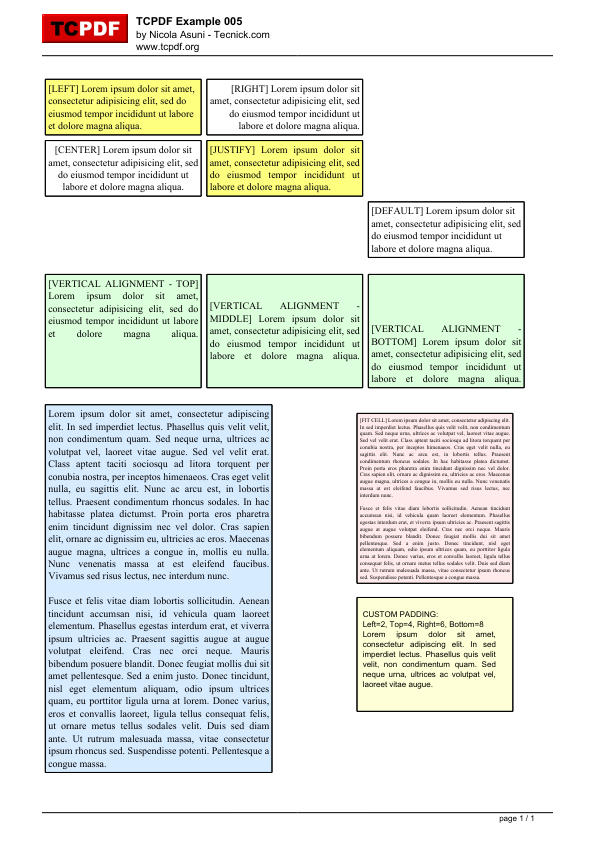 TCPDF
TCPDF Example 005
by Nicola Asuni - Tecnick.com
www.tcpdf.org
[LEFT] Lorem ipsum dolor sit amet,
consectetur adipisicing elit, sed do
eiusmod tempor incididunt ut labore
et dolore magna aliqua.
[RIGHT] Lorem ipsum dolor sit
amet, consectetur adipisicing elit, sed
do eiusmod tempor incididunt ut
labore et dolore magna aliqua.
[CENTER] Lorem ipsum dolor sit
amet, consectetur adipisicing elit, sed
do eiusmod tempor incididunt ut
labore et dolore magna aliqua.
[JUSTIFY] Lorem ipsum dolor sit
amet, consectetur adipisicing elit, sed
do eiusmod tempor incididunt ut
labore et dolore magna aliqua.
[DEFAULT] Lorem ipsum dolor sit
amet, consectetur adipisicing elit, sed
do eiusmod tempor incididunt ut
labore et dolore magna aliqua.
[VERTICAL ALIGNMENT - TOP]
Lorem ipsum dolor sit amet,
consectetur adipisicing elit, sed do
eiusmod tempor incididunt ut labore
et dolore magna aliqua.
[VERTICAL ALIGNMENT -
MIDDLE] Lorem ipsum dolor sit
amet, consectetur adipisicing elit, sed
do eiusmod tempor incididunt ut
labore et dolore magna aliqua.
[VERTICAL ALIGNMENT -
BOTTOM] Lorem ipsum dolor sit
amet, consectetur adipisicing elit, sed
do eiusmod tempor incididunt ut
labore et dolore magna aliqua.
Lorem ipsum dolor sit amet, consectetur adipiscing
elit. In sed imperdiet lectus. Phasellus quis velit velit,
non condimentum quam. Sed neque urna, ultrices ac
volutpat vel, laoreet vitae augue. Sed vel velit erat.
Class aptent taciti sociosqu ad litora torquent per
conubia nostra, per inceptos himenaeos. Cras eget velit
nulla, eu sagittis elit. Nunc ac arcu est, in lobortis
tellus. Praesent condimentum rhoncus sodales. In hac
habitasse platea dictumst. Proin porta eros pharetra
enim tincidunt dignissim nec vel dolor. Cras sapien
elit, ornare ac dignissim eu, ultricies ac eros. Maecenas
augue magna, ultrices a congue in, mollis eu nulla.
Nunc venenatis massa at est eleifend faucibus.
Vivamus sed risus lectus, nec interdum nunc.
Fusce et felis vitae diam lobortis sollicitudin. Aenean
tincidunt accumsan nisi, id vehicula quam laoreet
elementum. Phasellus egestas interdum erat, et viverra
ipsum ultricies ac. Praesent sagittis augue at augue
volutpat eleifend. Cras nec orci neque. Mauris
bibendum posuere blandit. Donec feugiat mollis dui sit
amet pellentesque. Sed a enim justo. Donec tincidunt,
nisl eget elementum aliquam, odio ipsum ultrices
quam, eu porttitor ligula urna at lorem. Donec varius,
eros et convallis laoreet, ligula tellus consequat felis,
ut ornare metus tellus sodales velit. Duis sed diam
ante. Ut rutrum malesuada massa, vitae consectetur
ipsum rhoncus sed. Suspendisse potenti. Pellentesque a
congue massa.
[FIT CELL] Lorem ipsum dolor sit amet, consectetur adipiscing elit.
In sed imperdiet lectus. Phasellus quis velit velit, non condimentum
quam. Sed neque urna, ultrices ac volutpat vel, laoreet vitae augue.
Sed vel velit erat. Class aptent taciti sociosqu ad litora torquent per
conubia nostra, per inceptos himenaeos. Cras eget velit nulla, eu
sagittis elit. Nunc ac arcu est, in lobortis tellus. Praesent
condimentum rhoncus sodales. In hac habitasse platea dictumst.
Proin porta eros pharetra enim tincidunt dignissim nec vel dolor.
Cras sapien elit, ornare ac dignissim eu, ultricies ac eros. Maecenas
augue magna, ultrices a congue in, mollis eu nulla. Nunc venenatis
massa at est eleifend faucibus. Vivamus sed risus lectus, nec
interdum nunc.
Fusce et felis vitae diam lobortis sollicitudin. Aenean tincidunt
accumsan nisi, id vehicula quam laoreet elementum. Phasellus
egestas interdum erat, et viverra ipsum ultricies ac. Praesent sagittis
augue at augue volutpat eleifend. Cras nec orci neque. Mauris
bibendum posuere blandit. Donec feugiat mollis dui sit amet
pellentesque. Sed a enim justo. Donec tincidunt, nisl eget
elementum aliquam, odio ipsum ultrices quam, eu porttitor ligula
urna at lorem. Donec varius, eros et convallis laoreet, ligula tellus
consequat felis, ut ornare metus tellus sodales velit. Duis sed diam
ante. Ut rutrum malesuada massa, vitae consectetur ipsum rhoncus
sed. Suspendisse potenti. Pellentesque a congue massa.
CUSTOM PADDING:
Left=2, Top=4, Right=6, Bottom=8
Lorem ipsum dolor sit amet,
consectetur adipiscing elit. In sed
imperdiet lectus. Phasellus quis velit
velit, non condimentum quam. Sed
neque urna, ultrices ac volutpat vel,
laoreet vitae augue.
page 1 / 1